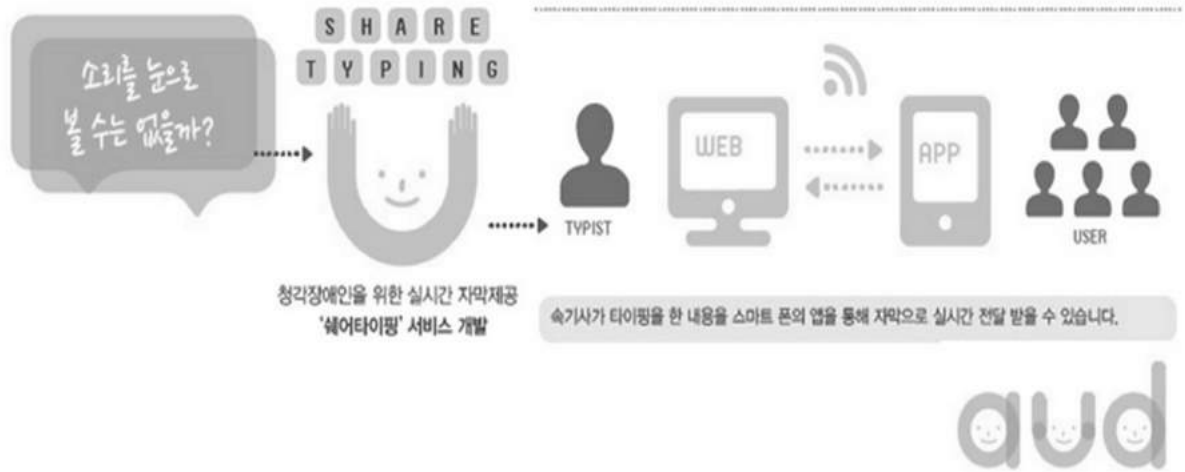 소리를 눈으로
볼 수는 없을까?
SHARE
TYPING
청각장애인을 위한 실시간 자막제공
'쉐어타이핑' 서비스 개발
TYPIST
WEB
APP
USER
속기사가 타이핑을 한 내용을 스마트 폰의 앱을 통해 자막으로 실시간 전달 받을 수 있습니다.
aud